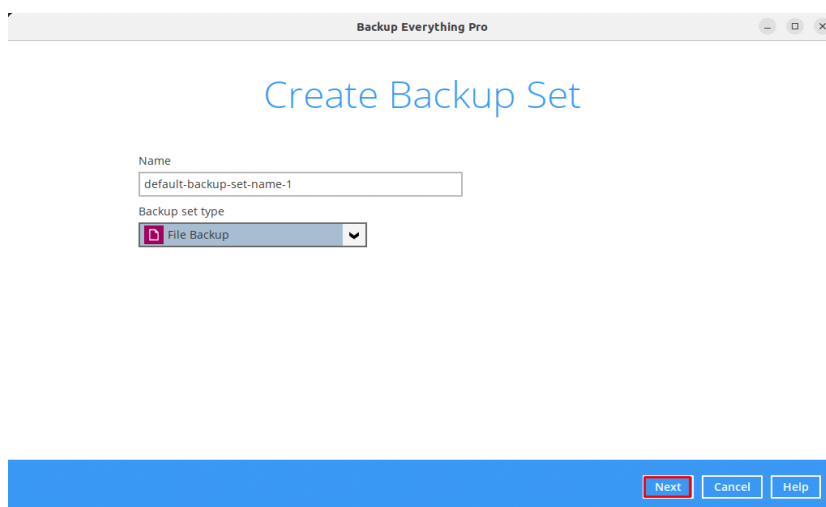 Backup Everything Pro
Create Backup Set
Name
default-backup-set-name-1
Backup set type
File Backup
Next Cancel Help